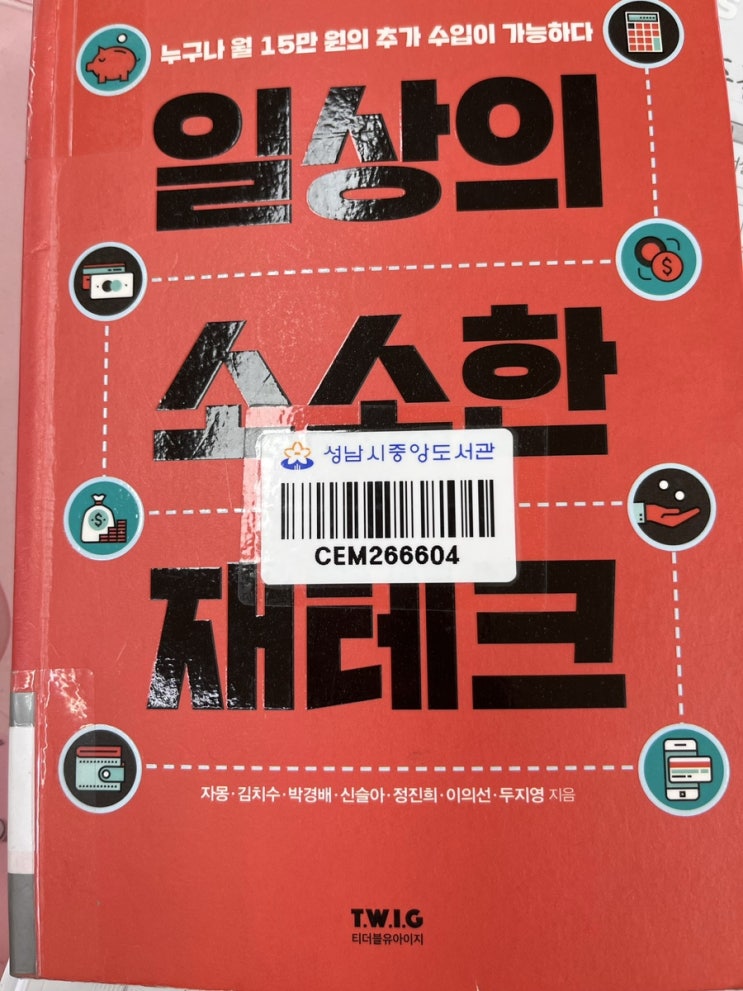 누구나 월 15만 원의 추가 수입이 가능하다
일상의
소소한
성남시중앙도서관
CEM266604
재테크
자몽·김치수·박경배·신슬아·정진희·이의선·두지영 지음
T.W.I.G
티더블유아이지